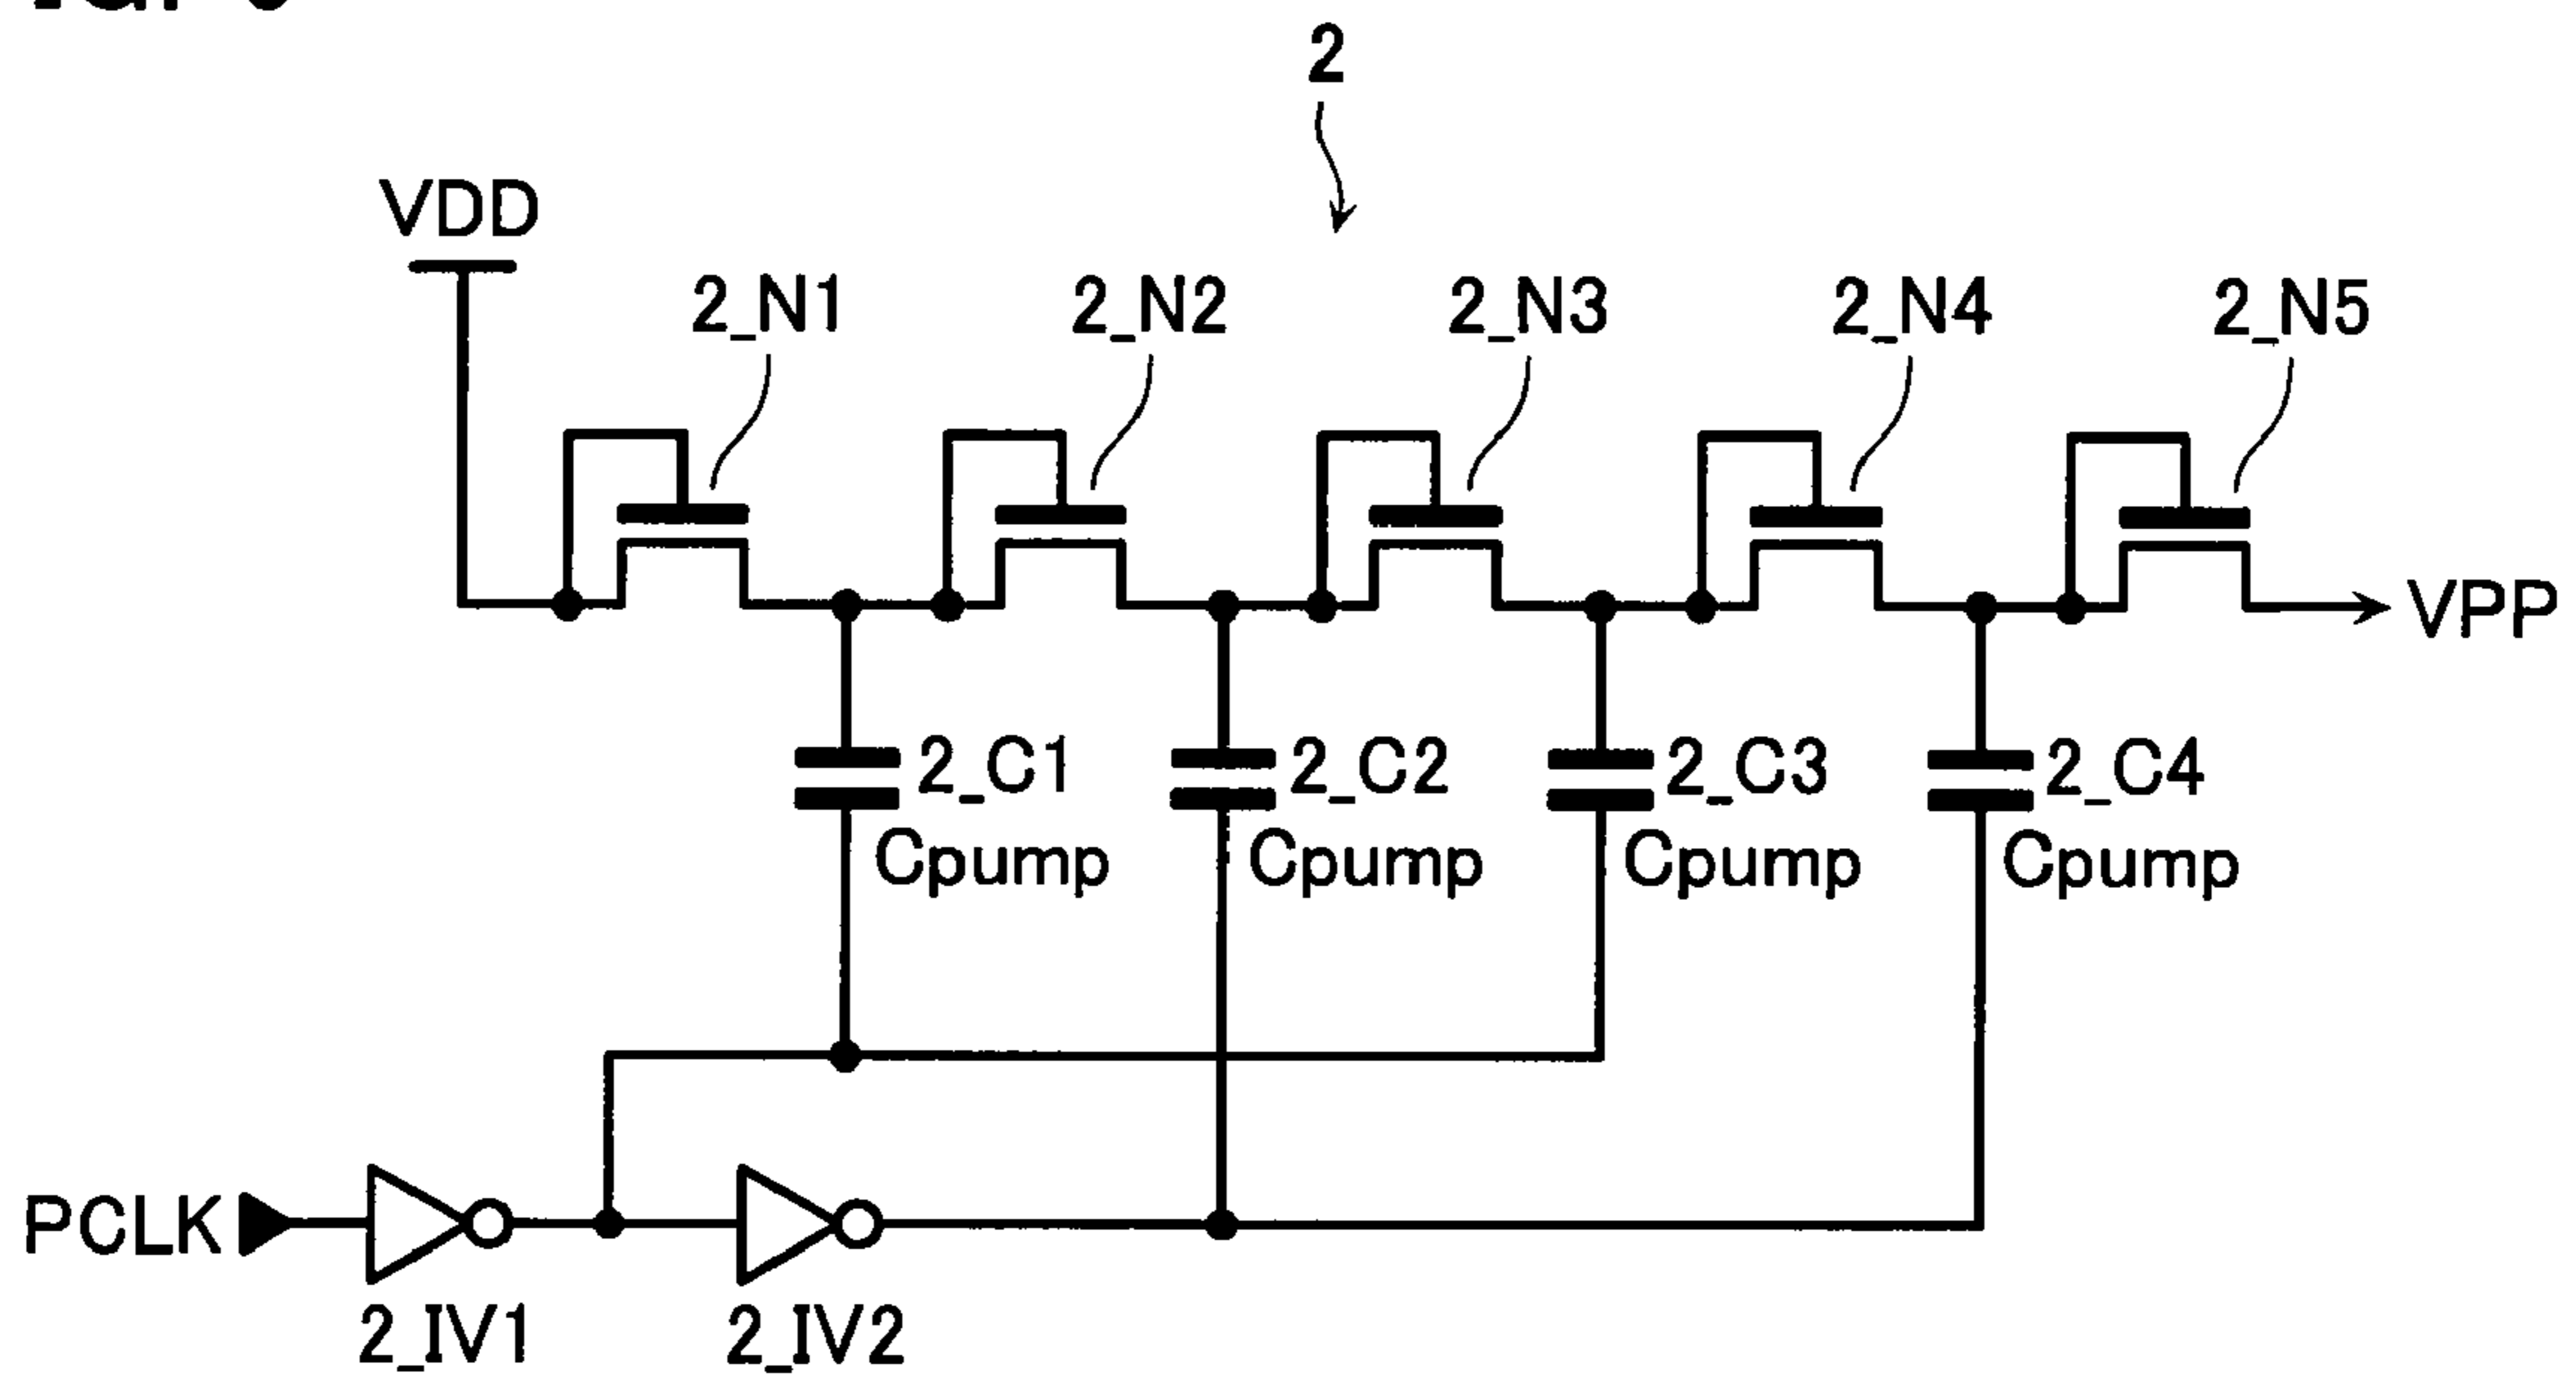 2
VDD
2_N1 2_N2 2_N3 2_N4 2_N5
VPP
2_C1 2_C2 2_C3 2_C4
Cpump Cpump Cpump Cpump
PCLK
2_IV1 2_IV2